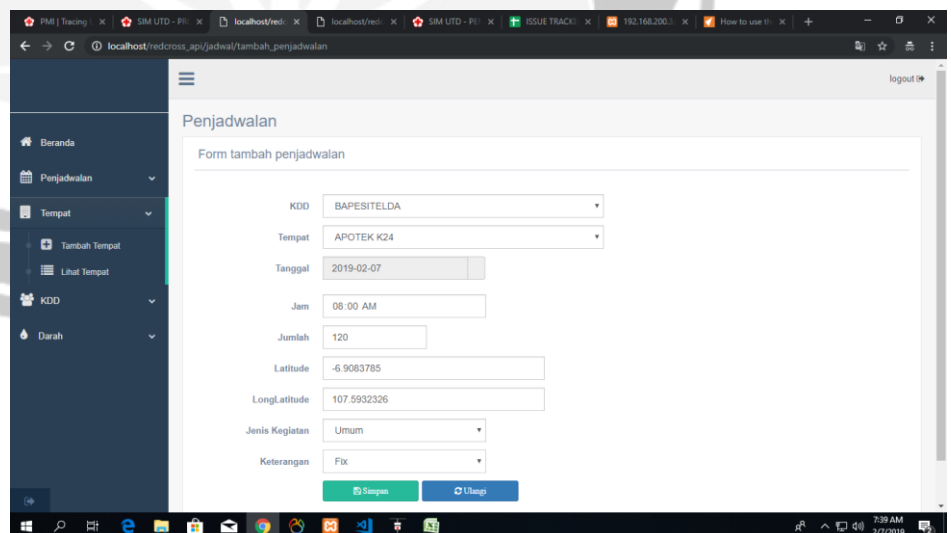 PMI | Tracing
SIM UTD - PR
localhost/red
localhost/red
SIM UTD - PE
ISSUE TRACKI
192.168.200.3
How to use th
localhost/redcross_api/jadwal/tambah_penjadwalan
logout
Penjadwalan
Beranda
Form tambah penjadwalan
Penjadwalan
KDD BAPESITELDA
Tempat
Tempat APOTEK K24
Tambah Tempat
Tanggal 2019-02-07
Lihat Tempat
KDD
Jam 08:00 AM
Darah
Jumlah 120
Latitude -6.9083785
LongLatitude 107.5932326
Jenis Kegiatan Umum
Keterangan Fix
Simpan Ulangi
7:39 AM
2/7/2019